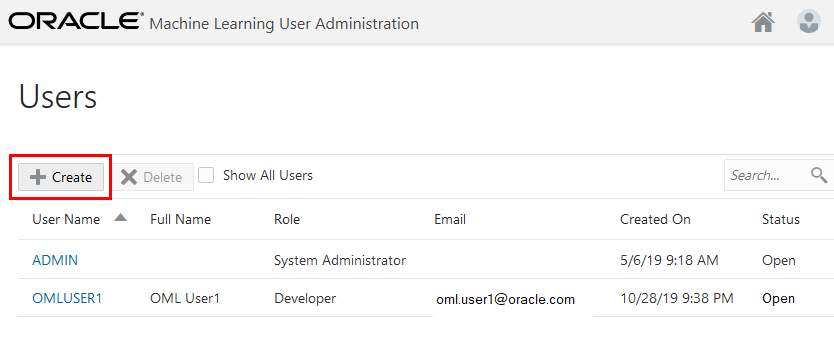 ORACLE® Machine Learning User Administration
Users
Create Delete Show All Users Search...
User Name Full Name Role Email Created On Status
ADMIN System Administrator 5/6/19 9:18 AM Open
OMLUSER1 OML User1 Developer oml.user1@oracle.com 10/28/19 9:38 PM Open